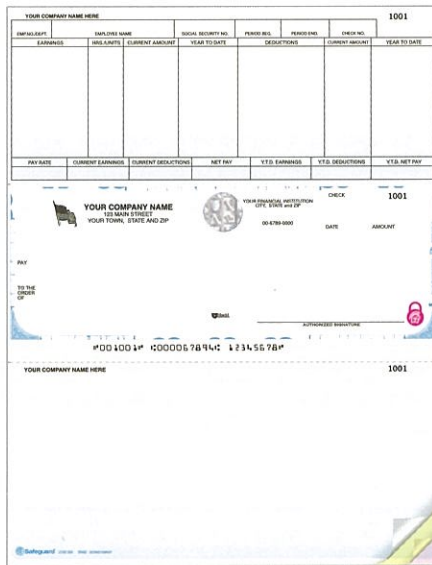 YOUR COMPANY NAME HERE 1001
EMP.NO./DEPT. EMPLOYEE NAME SOCIAL SECURITY NO. PERIOD BEG. PERIOD END. CHECK NO.
EARNINGS HRS./UNITS CURRENT AMOUNT YEAR TO DATE DEDUCTIONS CURRENT AMOUNT YEAR TO DATE
PAY RATE CURRENT EARNINGS CURRENT DEDUCTIONS NET PAY Y.T.D. EARNINGS Y.T.D. DEDUCTIONS Y.T.D. NET PAY
CHECK 1001
YOUR COMPANY NAME YOUR FINANCIAL INSTITUTION
123 MAIN STREET CITY, STATE and ZIP
YOUR TOWN, STATE AND ZIP
00-6789-0000 DATE AMOUNT
PAY
TO THE
ORDER
OF
AUTHORIZED SIGNATURE
⑈001001⑈ ⑆000067894⑆ 12345678⑈
YOUR COMPANY NAME HERE 1001
Safeguard